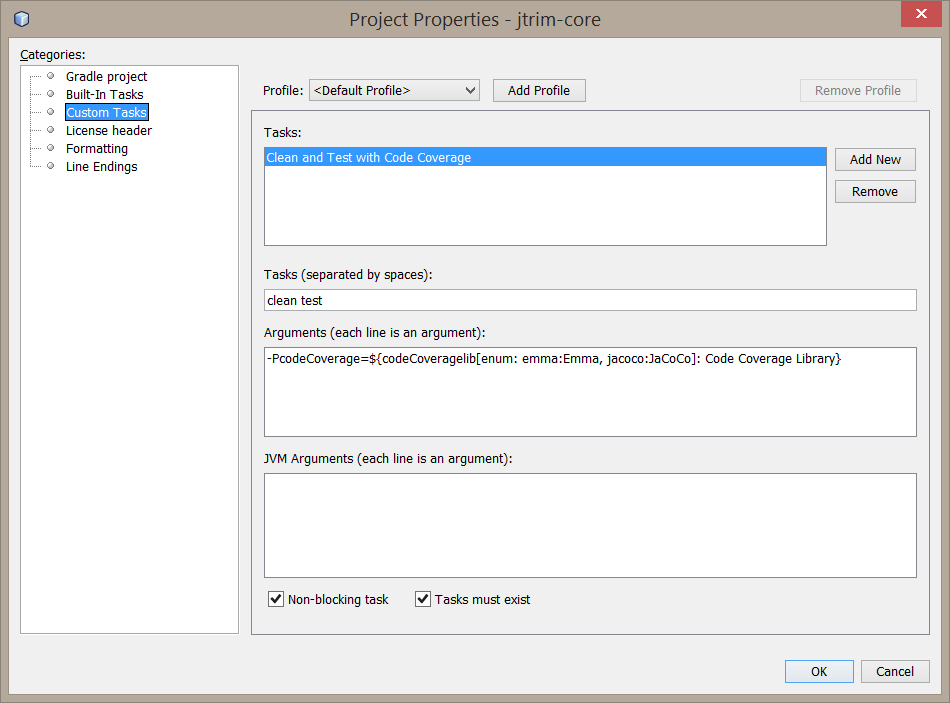 Project Properties - jtrim-core
Categories:
Gradle project
Built-In Tasks
Custom Tasks
License header
Formatting
Line Endings
Profile: <Default Profile> Add Profile Remove Profile
Tasks:
Clean and Test with Code Coverage
Add New
Remove
Tasks (separated by spaces):
clean test
Arguments (each line is an argument):
-PcodeCoverage=${codeCoveragelib[enum: emma:Emma, jacoco:JaCoCo]: Code Coverage Library}
JVM Arguments (each line is an argument):
Non-blocking task Tasks must exist
OK Cancel